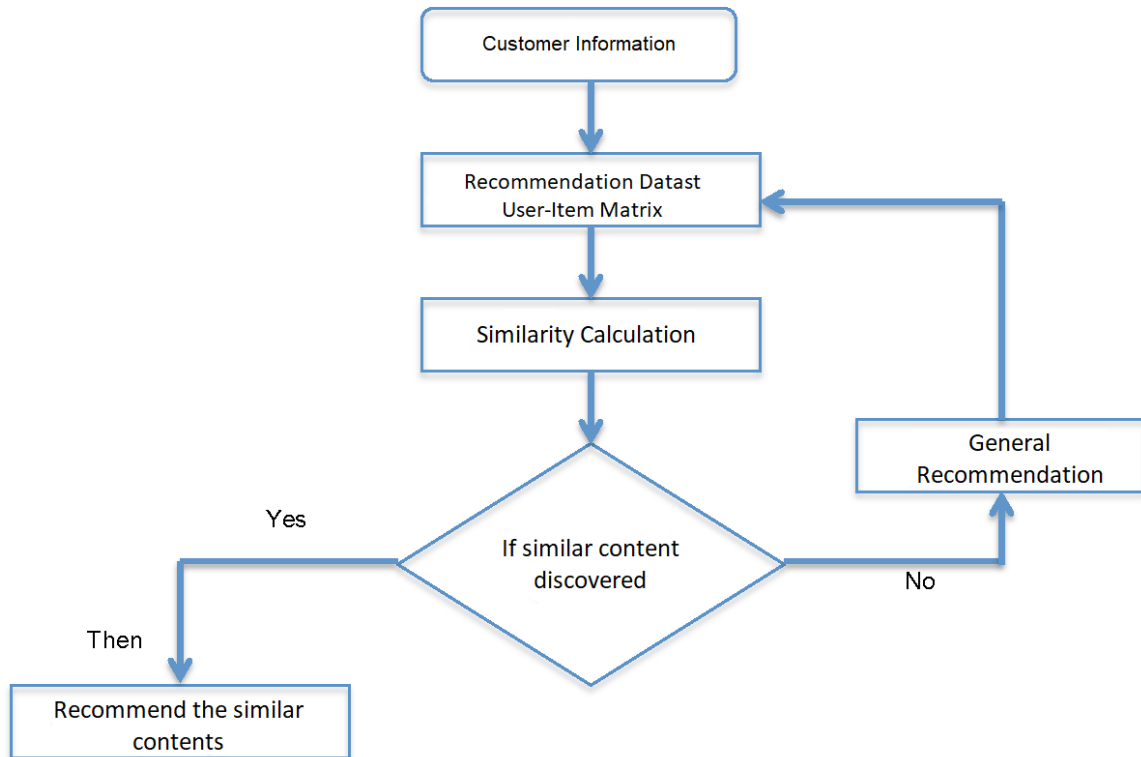 Customer Information
Recommendation Datast
User-Item Matrix
Similarity Calculation
General
Recommendation
Yes
If similar content
discovered
No
Then
Recommend the similar
contents